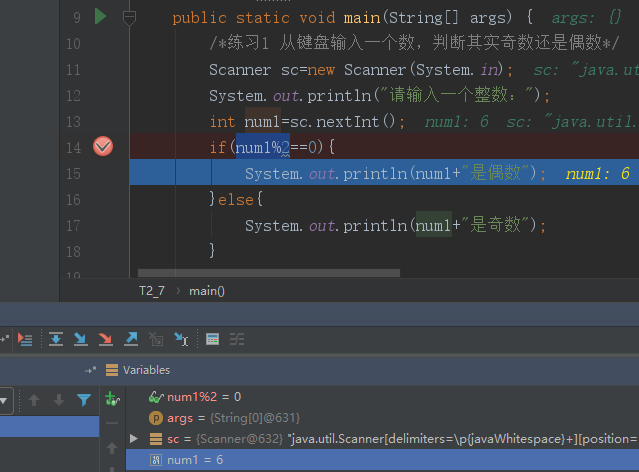 9 public static void main(String[] args) { args: {}
10 /*练习1 从键盘输入一个数，判断其实奇数还是偶数*/
11 Scanner sc=new Scanner(System.in); sc: "java.ut
12 System.out.println("请输入一个整数：");
13 int num1=sc.nextInt(); num1: 6 sc: "java.util.
14 if(num1%2==0){
15 System.out.println(num1+"是偶数"); num1: 6
16 }else{
17 System.out.println(num1+"是奇数");
18 }
19
T2_7 › main()
Variables
num1%2 = 0
args = {String[0]@631}
sc = {Scanner@632} "java.util.Scanner[delimiters=\p{javaWhitespace}+][position=
num1 = 6